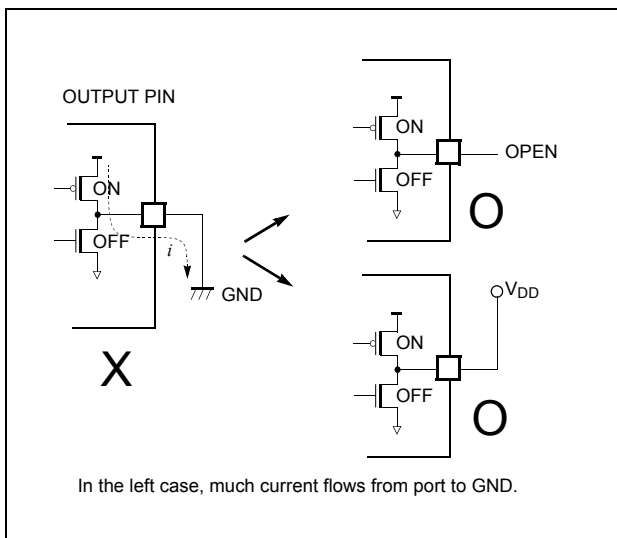 OUTPUT PIN
ON
OFF
i
GND
X
ON
OFF
OPEN
O
VDD
ON
OFF
O
In the left case, much current flows from port to GND.